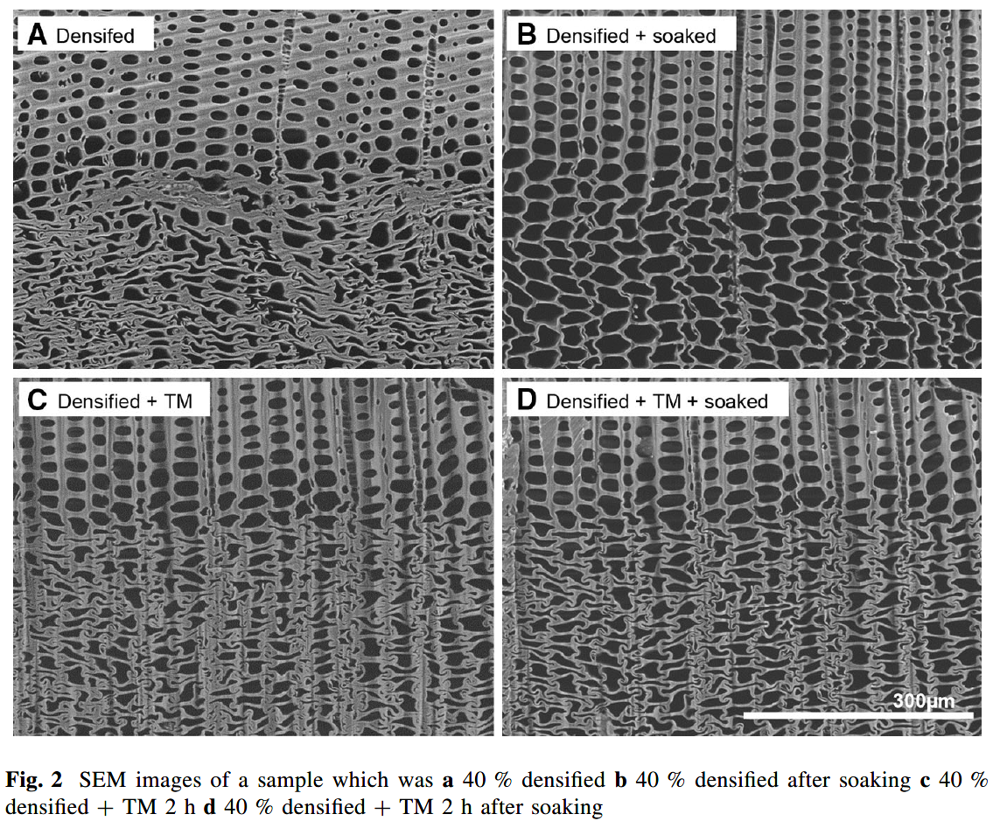 A Densifed
B Densified + soaked
C Densified + TM
D Densified + TM + soaked
300µm
Fig. 2 SEM images of a sample which was a 40 % densified b 40 % densified after soaking c 40 %
densified + TM 2 h d 40 % densified + TM 2 h after soaking